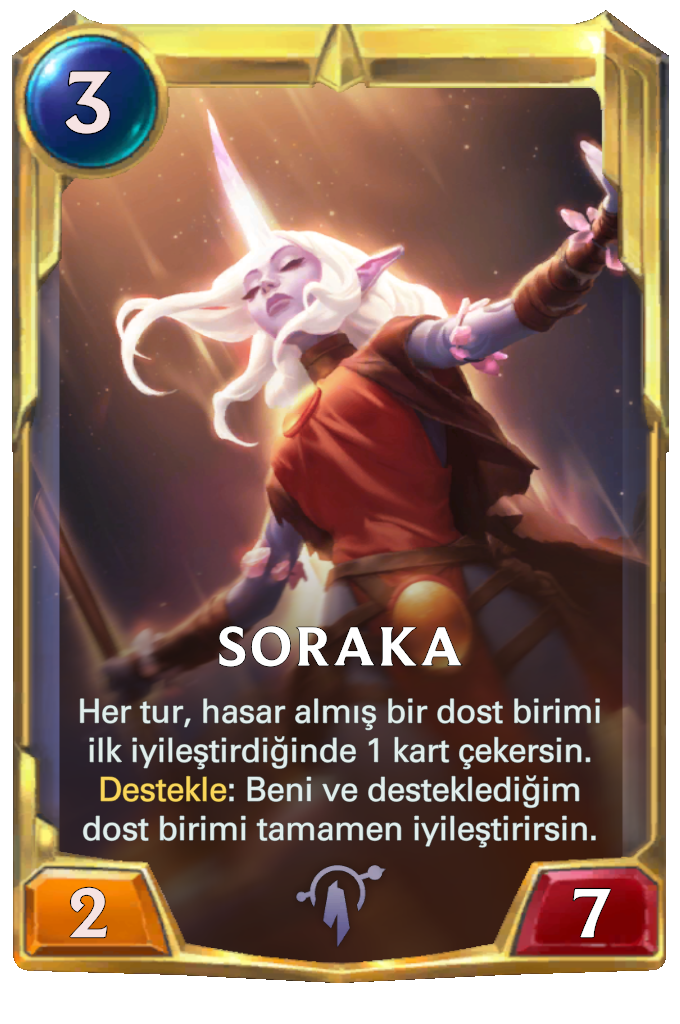 3
SORAKA
Her tur, hasar almış bir dost birimi
ilk iyileştirdiğinde 1 kart çekersin.
Destekle: Beni ve desteklediğim
dost birimi tamamen iyileştirirsin.
2
7